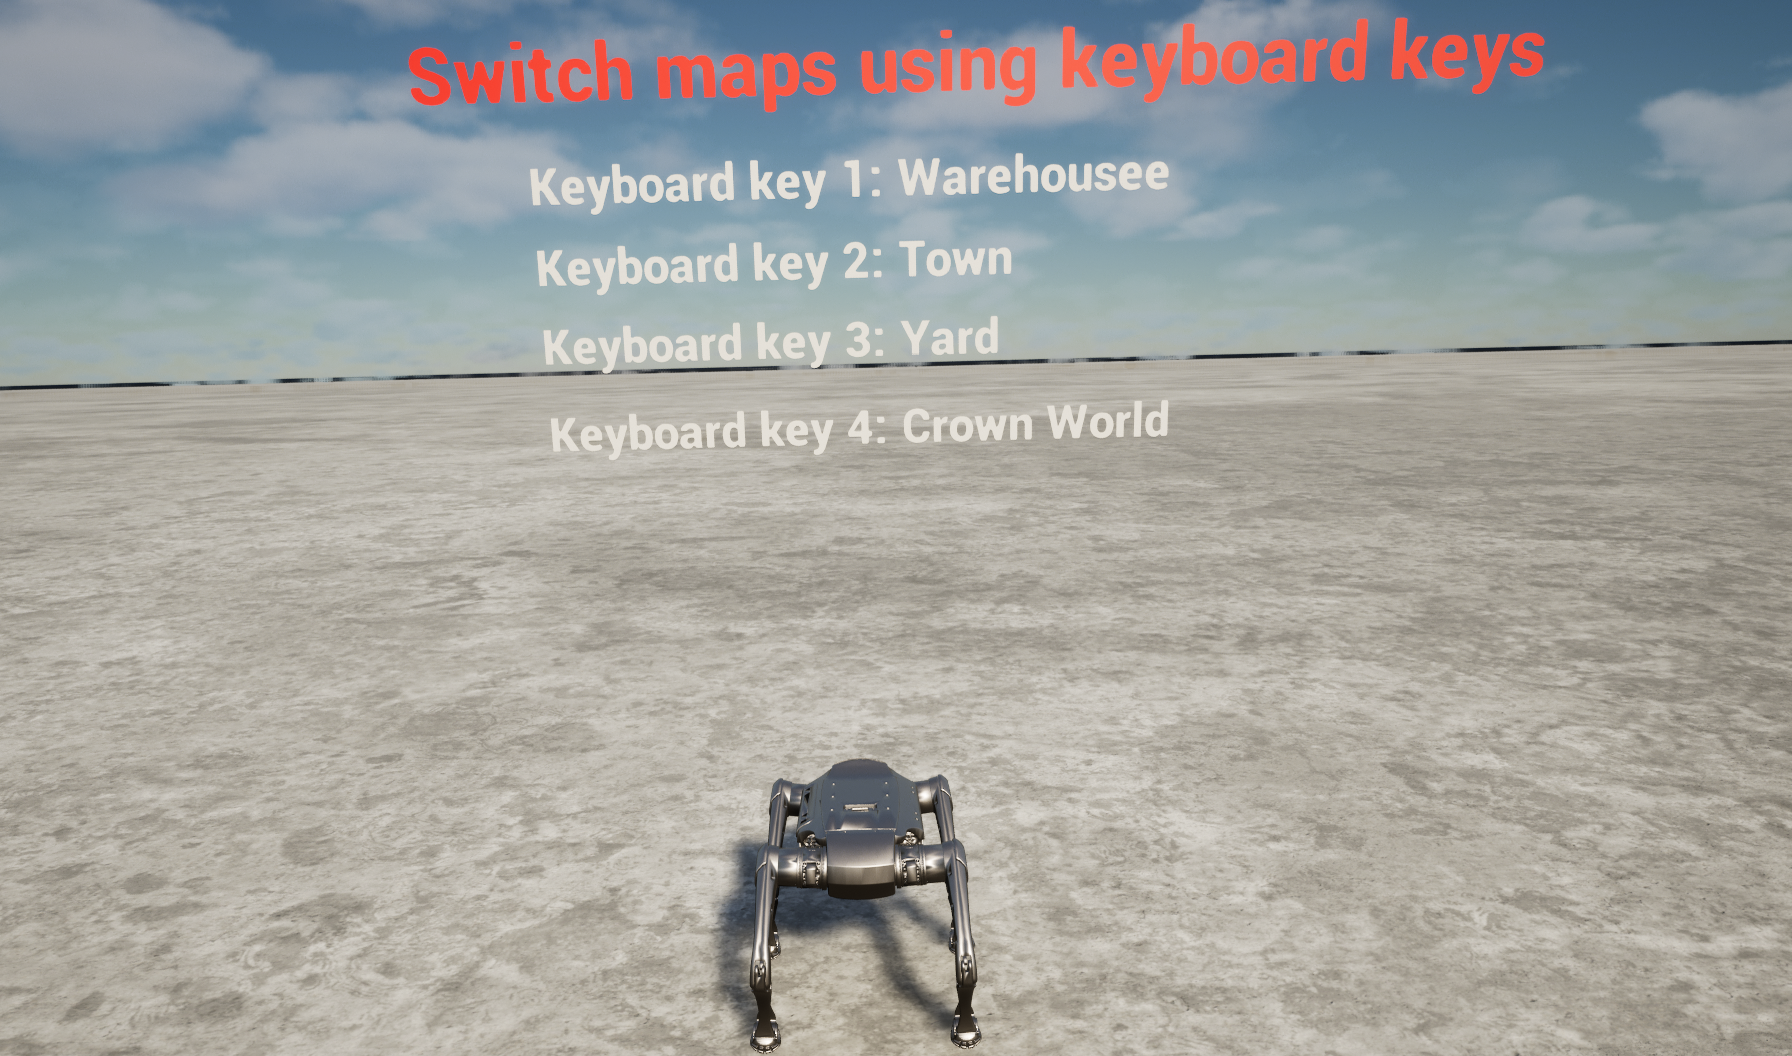 Switch maps using keyboard keys
Keyboard key 1: Warehousee
Keyboard key 2: Town
Keyboard key 3: Yard
Keyboard key 4: Crown World